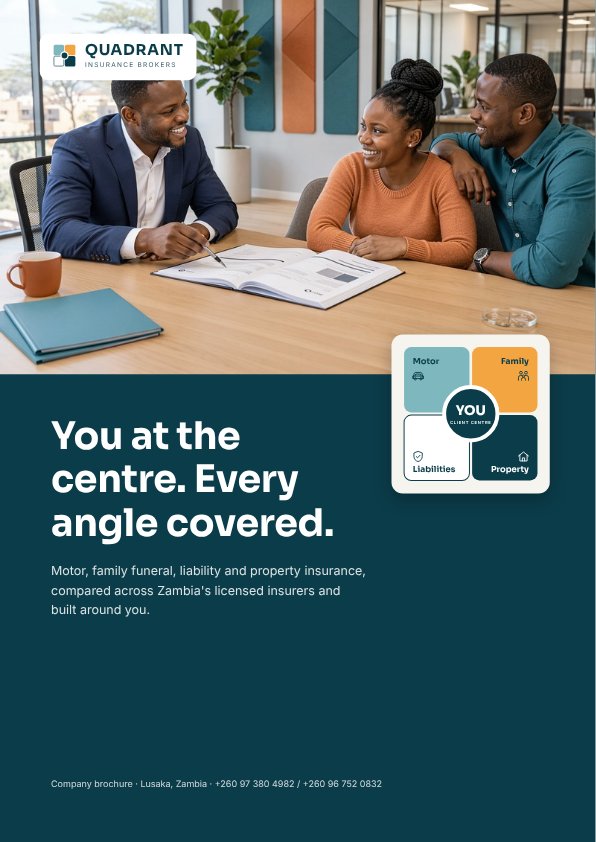 QUADRANT
INSURANCE BROKERS
Motor
Family
YOU
CLIENT CENTRE
Liabilities
Property
You at the
centre. Every
angle covered.
Motor, family funeral, liability and property insurance,
compared across Zambia's licensed insurers and
built around you.
Company brochure · Lusaka, Zambia · +260 97 380 4982 / +260 96 752 0832